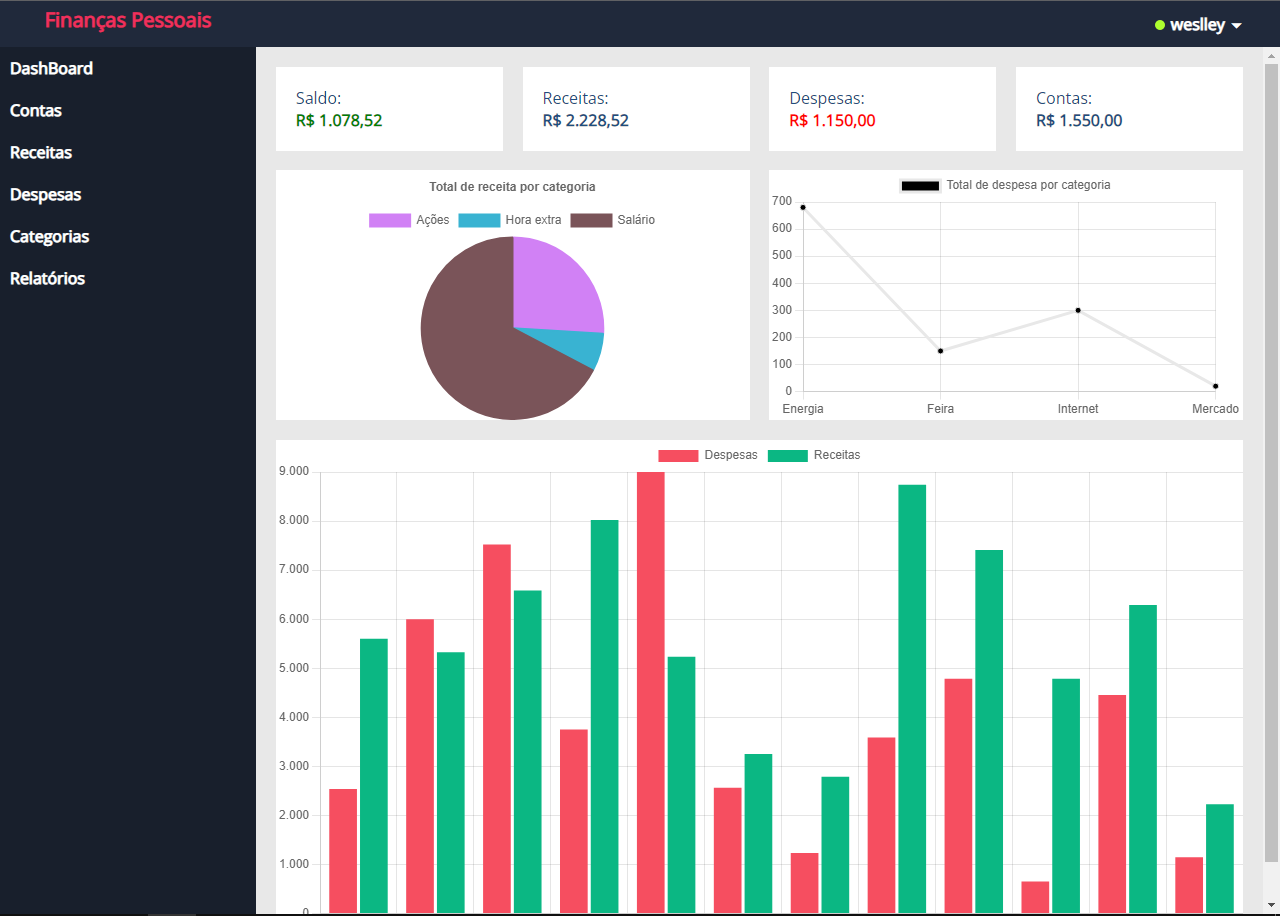 Finanças Pessoais
weslley
DashBoard
Contas
Receitas
Despesas
Categorias
Relatórios
Saldo:
R$ 1.078,52
Receitas:
R$ 2.228,52
Despesas:
R$ 1.150,00
Contas:
R$ 1.550,00
Total de receita por categoria
Ações Hora extra Salário
Total de despesa por categoria
700
600
500
400
300
200
100
0
Energia Feira Internet Mercado
Despesas Receitas
9.000
8.000
7.000
6.000
5.000
4.000
3.000
2.000
1.000
0